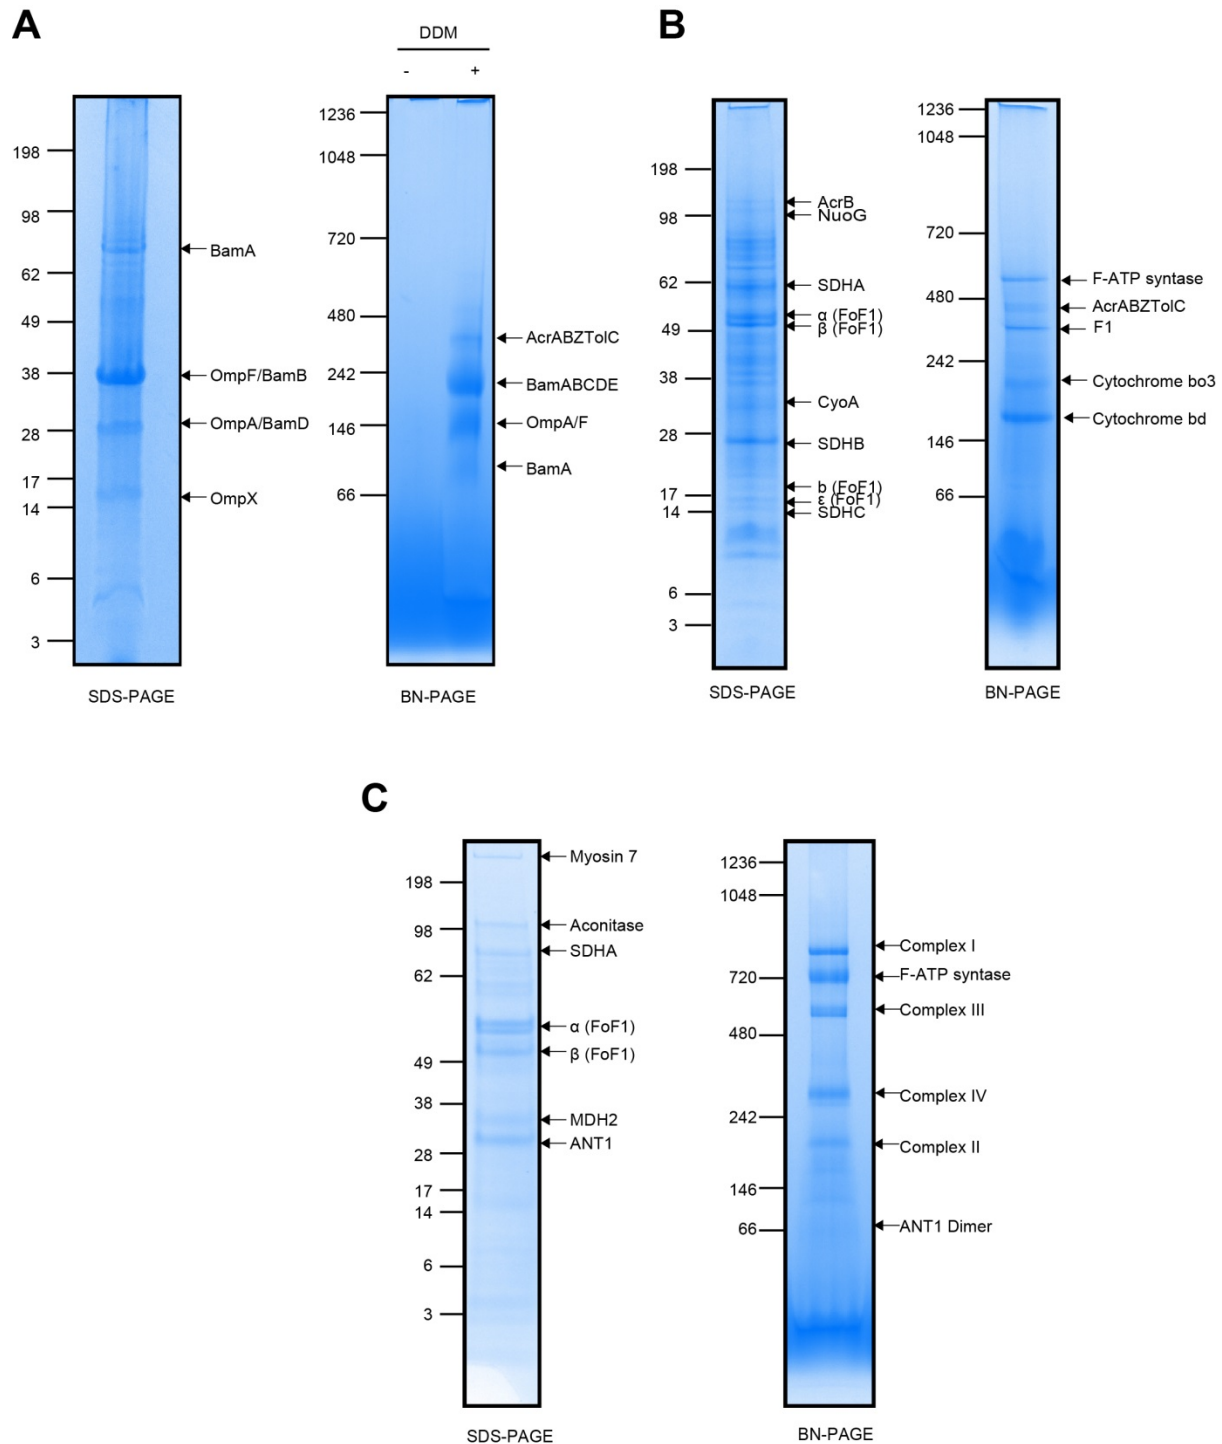 A
198
98
62
49
38
28
17
14
6
3
BamA
OmpF/BamB
OmpA/BamD
OmpX
SDS-PAGE
DDM
- +
1236
1048
720
480
242
146
66
AcrABZTolC
BamABCDE
OmpA/F
BamA
BN-PAGE
B
198
98
62
49
38
28
17
14
6
3
AcrB
NuoG
SDHA
α (FoF1)
β (FoF1)
CyoA
SDHB
b (FoF1)
ε (FoF1)
SDHC
SDS-PAGE
1236
1048
720
480
242
146
66
F-ATP syntase
AcrABZTolC
F1
Cytochrome bo3
Cytochrome bd
BN-PAGE
C
198
98
62
49
38
28
17
14
6
3
Myosin 7
Aconitase
SDHA
α (FoF1)
β (FoF1)
MDH2
ANT1
SDS-PAGE
1236
1048
720
480
242
146
66
Complex I
F-ATP syntase
Complex III
Complex IV
Complex II
ANT1 Dimer
BN-PAGE